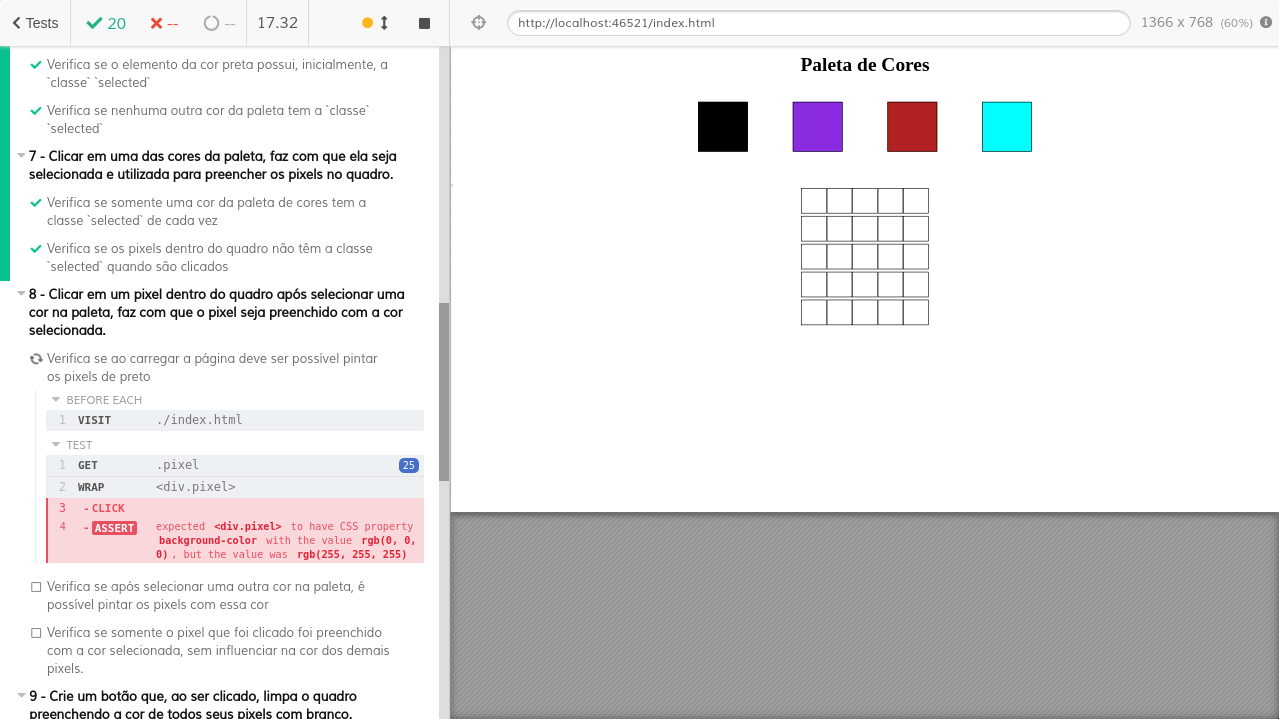 Tests 20 -- -- 17.32 http://localhost:46521/index.html 1366 x 768 (60%)
Verifica se o elemento da cor preta possui, inicialmente, a
`classe` `selected`
Verifica se nenhuma outra cor da paleta tem a `classe`
`selected`
7 - Clicar em uma das cores da paleta, faz com que ela seja
selecionada e utilizada para preencher os pixels no quadro.
Verifica se somente uma cor da paleta de cores tem a
classe `selected` de cada vez
Verifica se os pixels dentro do quadro não têm a classe
`selected` quando são clicados
8 - Clicar em um pixel dentro do quadro após selecionar uma
cor na paleta, faz com que o pixel seja preenchido com a cor
selecionada.
Verifica se ao carregar a página deve ser possível pintar
os pixels de preto
BEFORE EACH
1 VISIT ./index.html
TEST
1 GET .pixel 25
2 WRAP <div.pixel>
3 - CLICK
4 - ASSERT expected <div.pixel> to have CSS property
background-color with the value rgb(0, 0,
0) , but the value was rgb(255, 255, 255)
Verifica se após selecionar uma outra cor na paleta, é
possível pintar os pixels com essa cor
Verifica se somente o pixel que foi clicado foi preenchido
com a cor selecionada, sem influenciar na cor dos demais
pixels.
9 - Crie um botão que, ao ser clicado, limpa o quadro
preenchendo a cor de todos seus pixels com branco.
Paleta de Cores